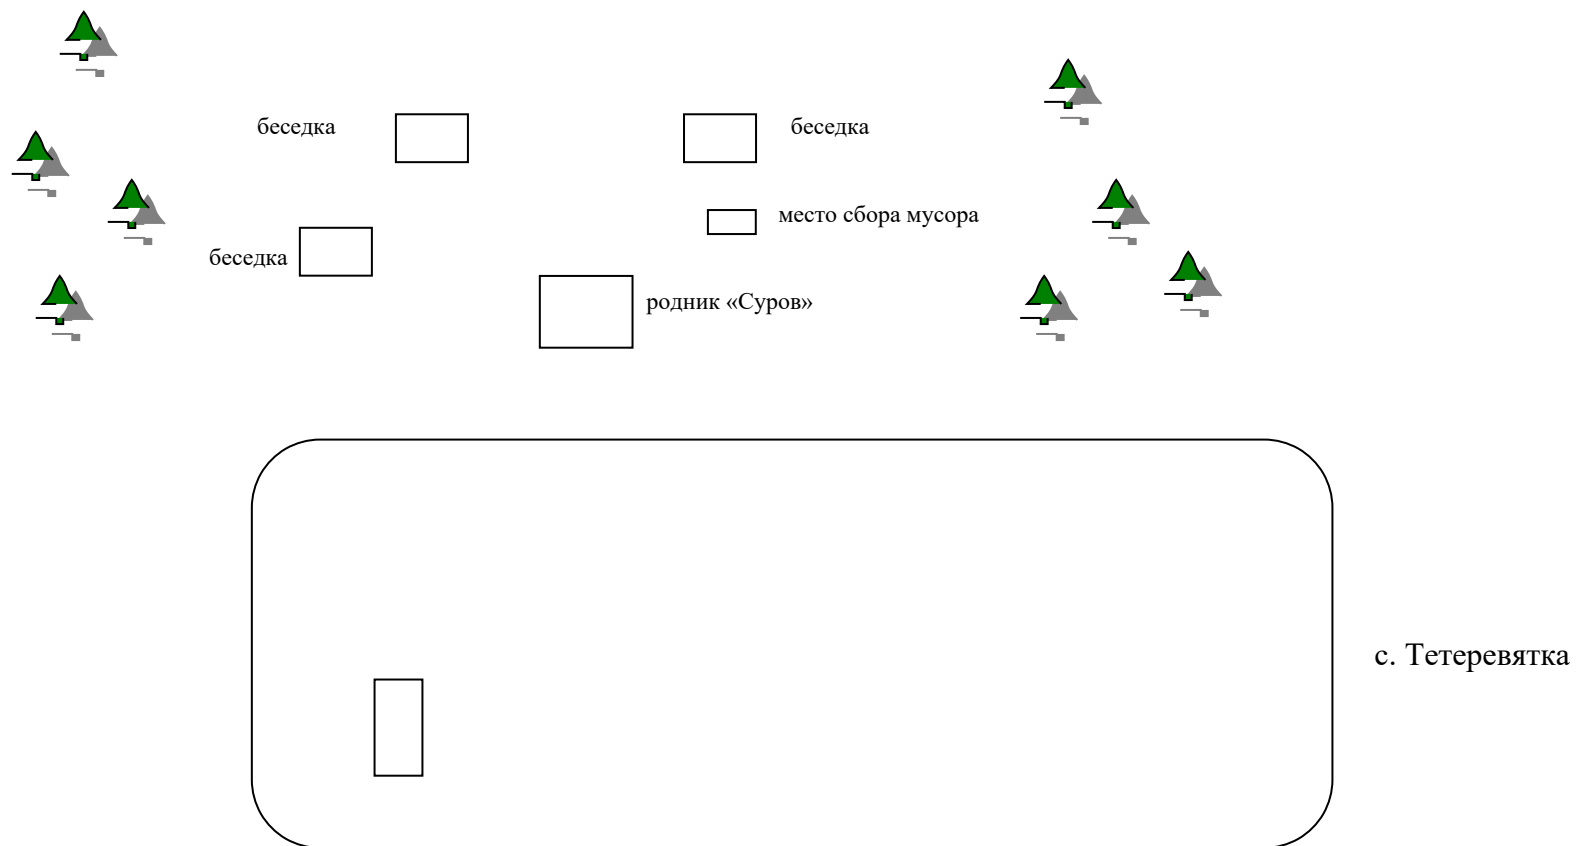 беседка
беседка
место сбора мусора
беседка
родник «Суров»
с. Тетеревятка